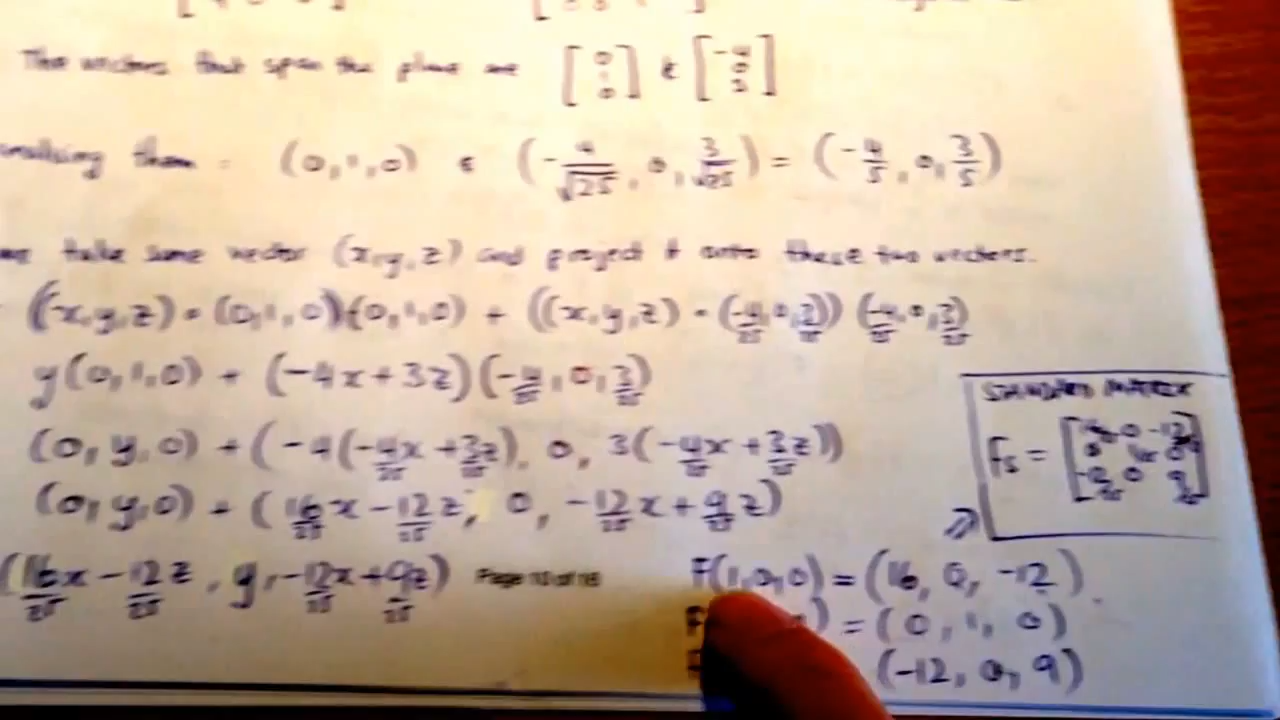 The vectors that span the plane are [0 1 0] & [-4 0 3]
them = (0,1,0) & (-4/√25, 0, 3/√25) = (-4/5, 0, 3/5)
take some vector (x,y,z) and project it onto these two vectors.
((x,y,z)·(0,1,0))(0,1,0) + ((x,y,z)·(-4/25,0,3/25))(-4/25,0,3/25)
y(0,1,0) + (-4x+3z)(-4/25,0,3/25)
(0,y,0) + (-4(-4/25x+3/25z), 0, 3(-4/25x+3/25z))
(0,y,0) + (16/25x-12/25z, 0, -12/25x+9/25z)
(16/25x-12/25z, y, -12/25x+9/25z)
Page 10 of 18
STANDARD MATRIX
Fs =
F(1,0,0) = (16, 0, -12)
= (0, 1, 0)
(-12, 0, 9)